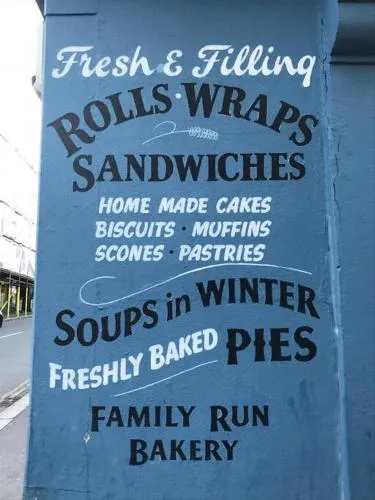 Fresh & Filling
ROLLS · WRAPS
SANDWICHES
HOME MADE CAKES
BISCUITS · MUFFINS
SCONES · PASTRIES
SOUPS in WINTER
FRESHLY BAKED PIES
FAMILY RUN
BAKERY